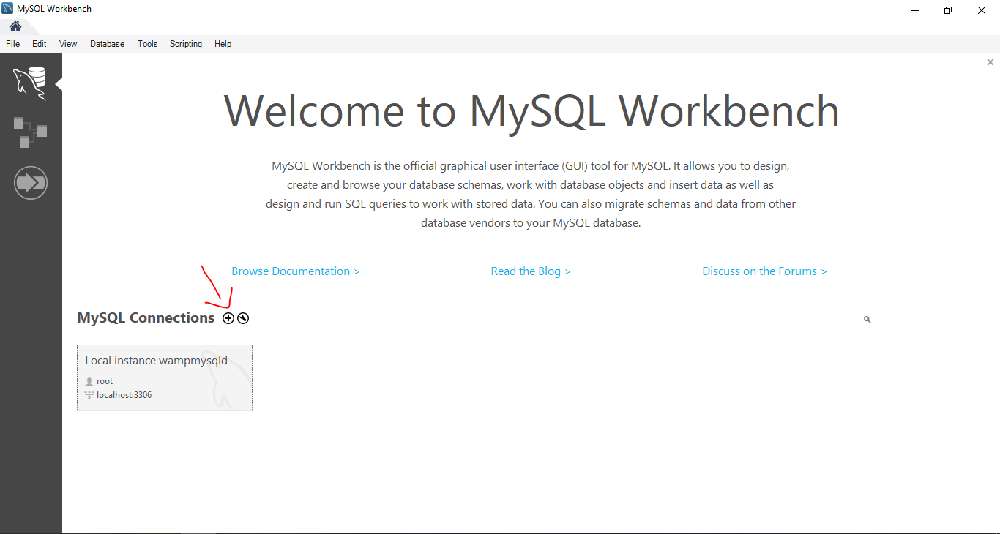 MySQL Workbench
File Edit View Database Tools Scripting Help
Welcome to MySQL Workbench
MySQL Workbench is the official graphical user interface (GUI) tool for MySQL. It allows you to design,
create and browse your database schemas, work with database objects and insert data as well as
design and run SQL queries to work with stored data. You can also migrate schemas and data from other
database vendors to your MySQL database.
Browse Documentation > Read the Blog > Discuss on the Forums >
MySQL Connections
Local instance wampmysqld
root
localhost:3306